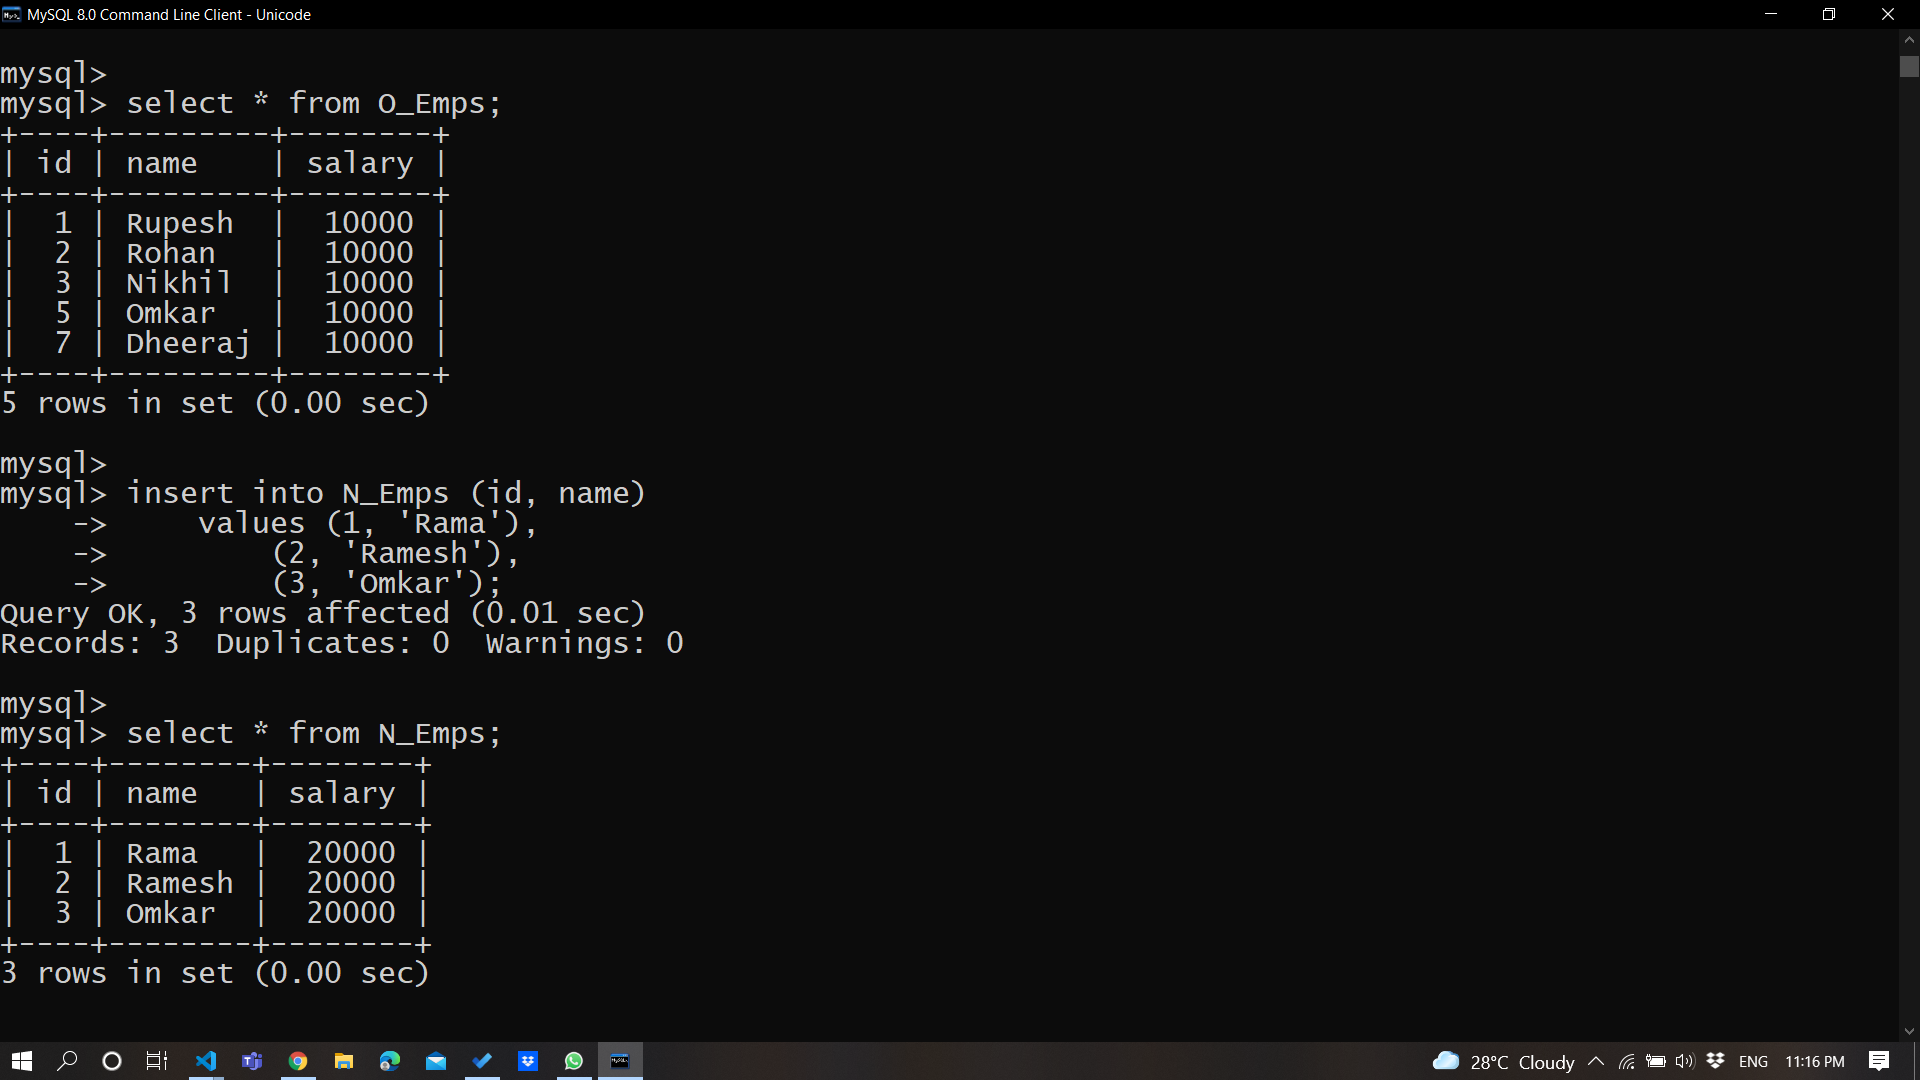 MySQL 8.0 Command Line Client - Unicode
mysql>
mysql> select * from O_Emps;
+----+---------+--------+
| id | name    | salary |
+----+---------+--------+
|  1 | Rupesh  |  10000 |
|  2 | Rohan   |  10000 |
|  3 | Nikhil  |  10000 |
|  5 | Omkar   |  10000 |
|  7 | Dheeraj |  10000 |
+----+---------+--------+
5 rows in set (0.00 sec)
mysql>
mysql> insert into N_Emps (id, name)
    ->     values (1, 'Rama'),
    ->         (2, 'Ramesh'),
    ->         (3, 'Omkar');
Query OK, 3 rows affected (0.01 sec)
Records: 3  Duplicates: 0  Warnings: 0
mysql>
mysql> select * from N_Emps;
+----+--------+--------+
| id | name   | salary |
+----+--------+--------+
|  1 | Rama   |  20000 |
|  2 | Ramesh |  20000 |
|  3 | Omkar  |  20000 |
+----+--------+--------+
3 rows in set (0.00 sec)
28°C Cloudy ENG 11:16 PM